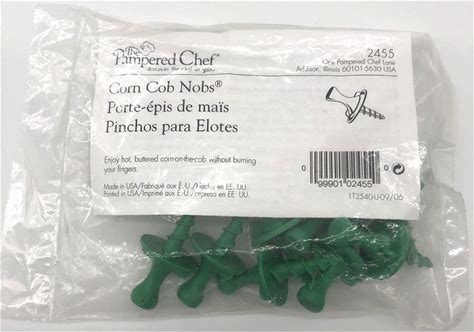 The
Pampered Chef®
discover the chef in you™
2455
One Pampered Chef Lane
Addison, Illinois 60101-5630 USA
Corn Cob Nobs®
Porte-épis de maïs
Pinchos para Elotes
Enjoy hot, buttered corn-on-the-cob without burning
your fingers.
Made in USA/Fabriqué aux É.-U./Hecho en EE. UU.
Printed in USA/Imprimé aux É.-U./Impreso en EE. UU.
0 99901 02455 0
IT2540-U09/06